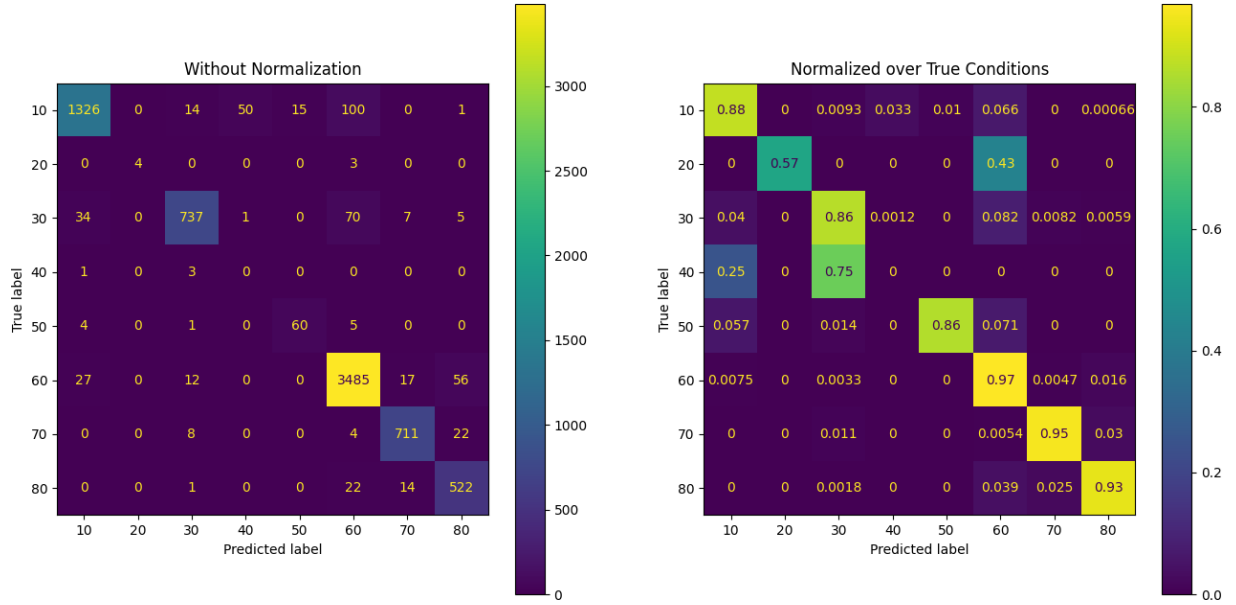 Without Normalization
True label
10 1326 0 14 50 15 100 0 1
20 0 4 0 0 0 3 0 0
30 34 0 737 1 0 70 7 5
40 1 0 3 0 0 0 0 0
50 4 0 1 0 60 5 0 0
60 27 0 12 0 0 3485 17 56
70 0 0 8 0 0 4 711 22
80 0 0 1 0 0 22 14 522
10 20 30 40 50 60 70 80
Predicted label
3000
2500
2000
1500
1000
500
0
Normalized over True Conditions
True label
10 0.88 0 0.0093 0.033 0.01 0.066 0 0.00066
20 0 0.57 0 0 0 0.43 0 0
30 0.04 0 0.86 0.0012 0 0.082 0.0082 0.0059
40 0.25 0 0.75 0 0 0 0 0
50 0.057 0 0.014 0 0.86 0.071 0 0
60 0.0075 0 0.0033 0 0 0.97 0.0047 0.016
70 0 0 0.011 0 0 0.0054 0.95 0.03
80 0 0 0.0018 0 0 0.039 0.025 0.93
10 20 30 40 50 60 70 80
Predicted label
0.8
0.6
0.4
0.2
0.0